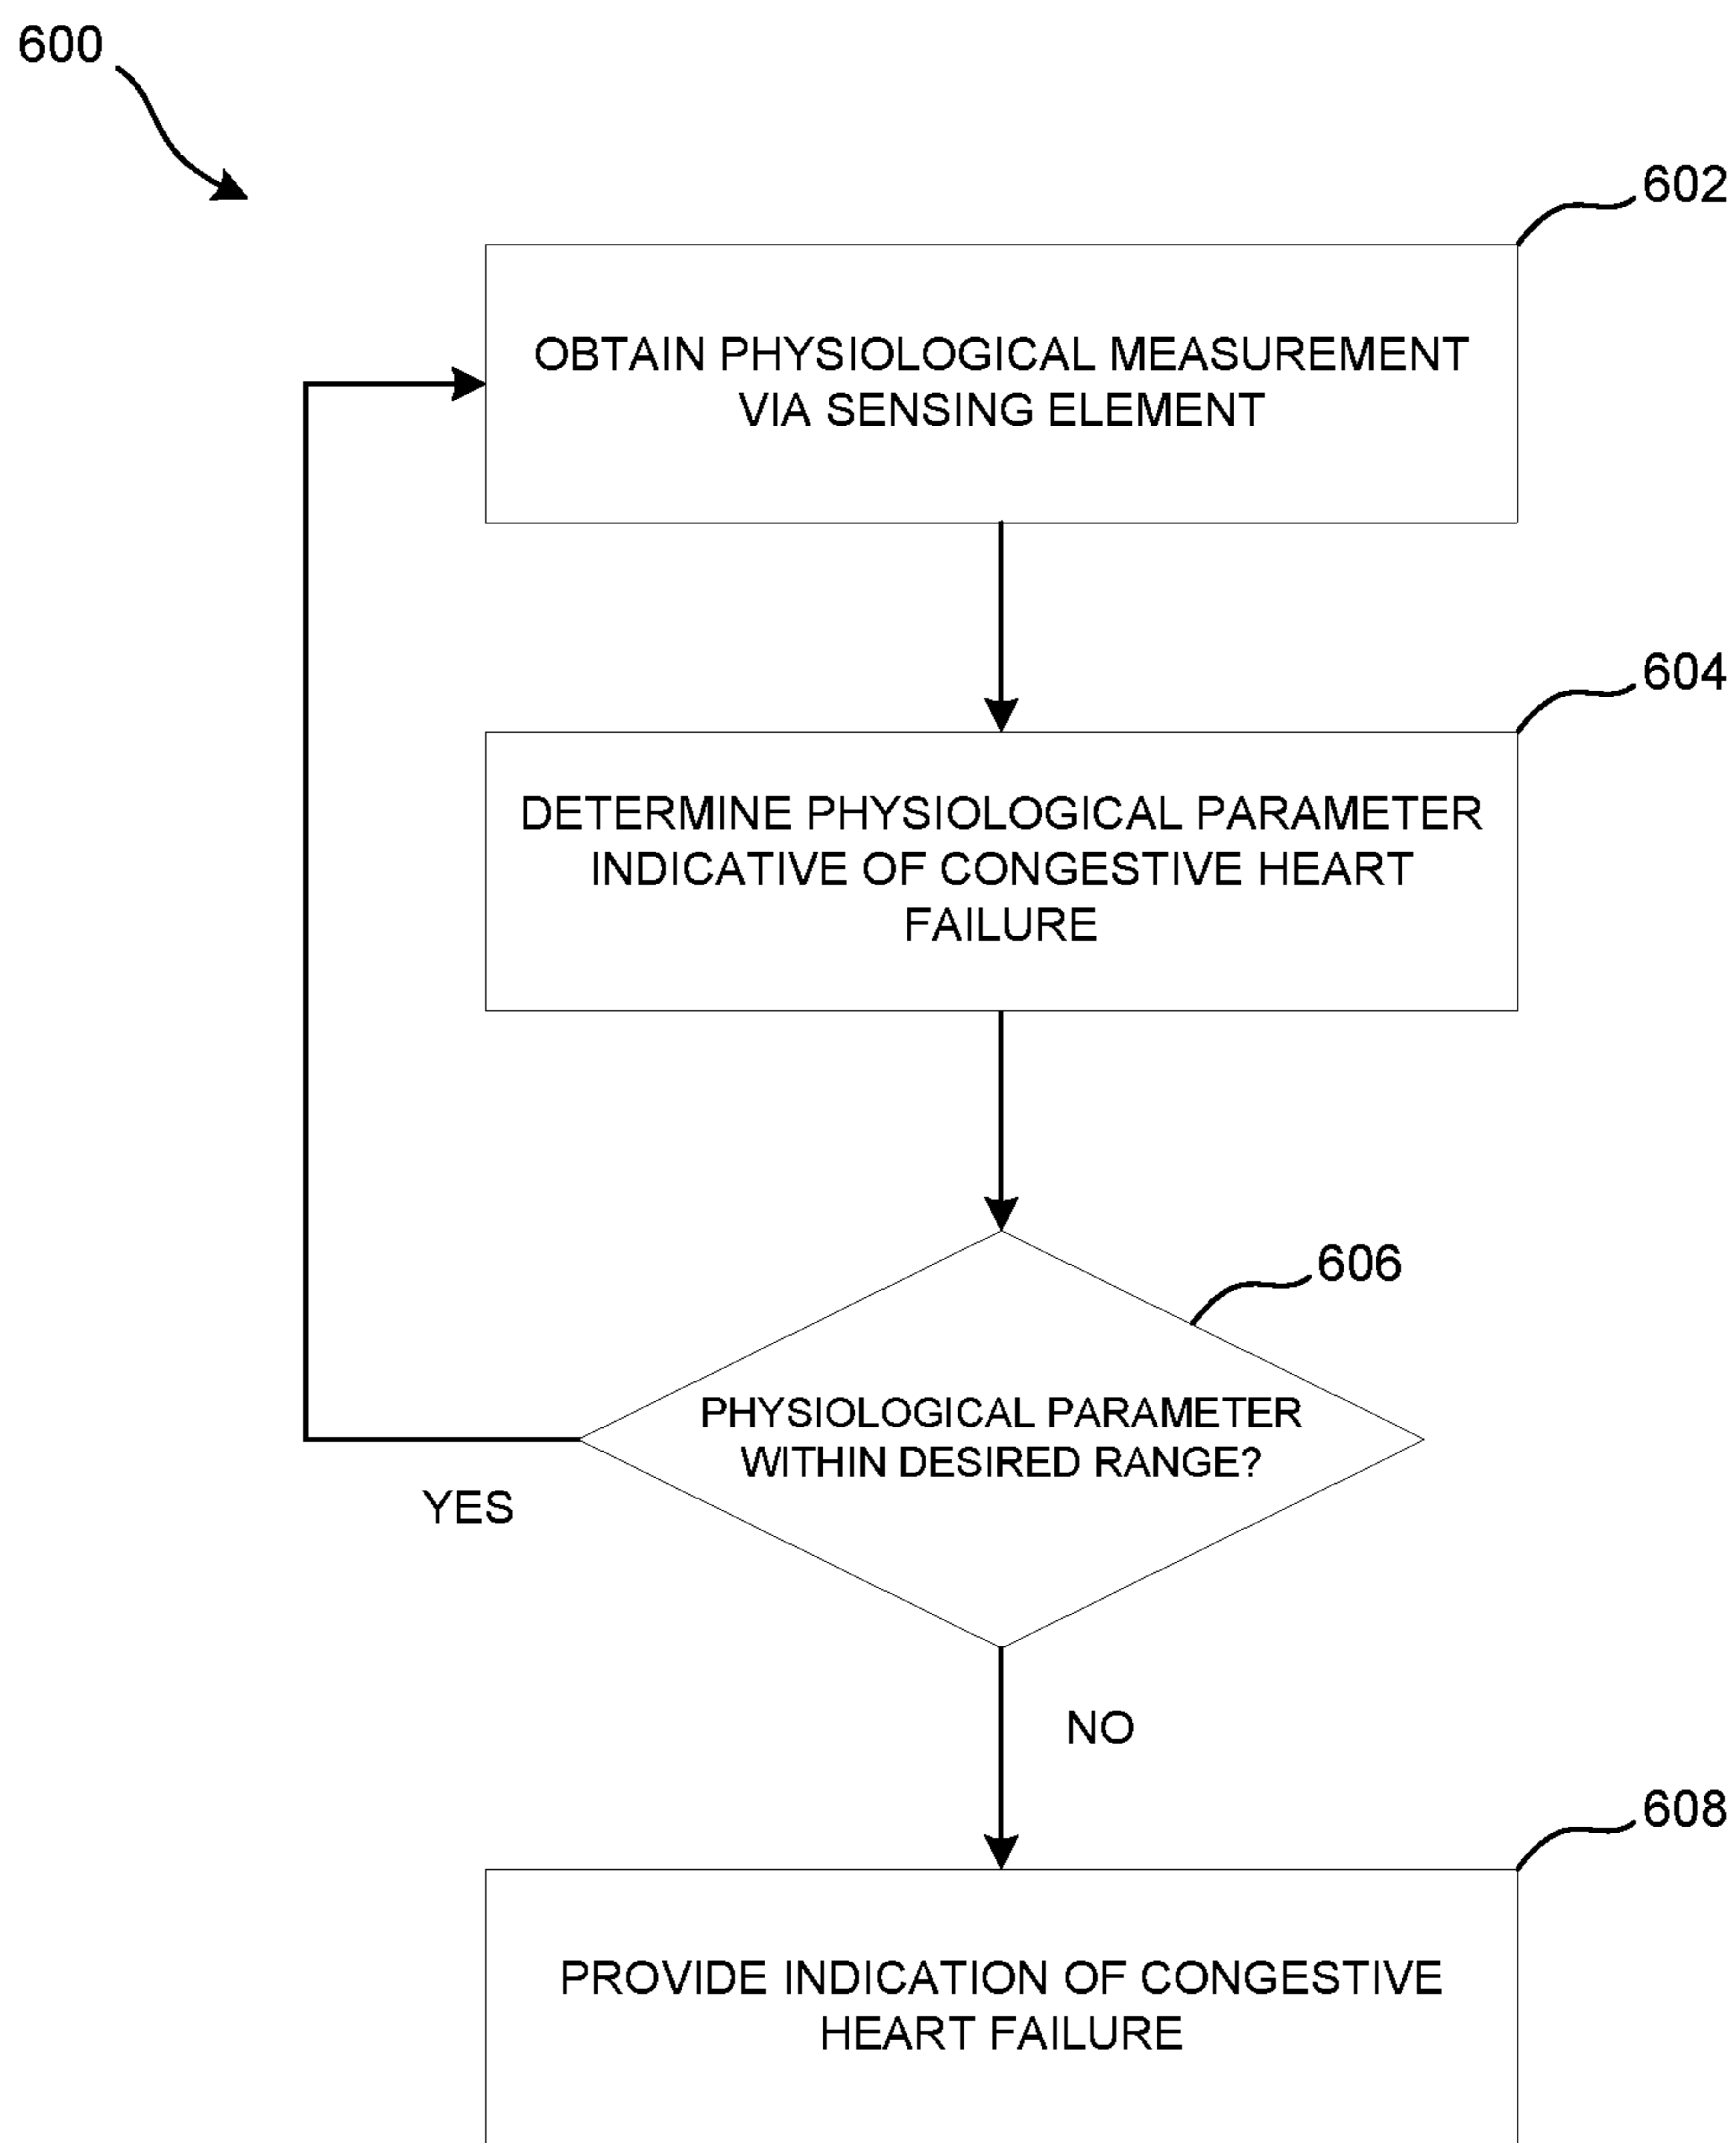 600
602
OBTAIN PHYSIOLOGICAL MEASUREMENT
VIA SENSING ELEMENT
604
DETERMINE PHYSIOLOGICAL PARAMETER
INDICATIVE OF CONGESTIVE HEART
FAILURE
606
PHYSIOLOGICAL PARAMETER
WITHIN DESIRED RANGE?
YES
NO
608
PROVIDE INDICATION OF CONGESTIVE
HEART FAILURE